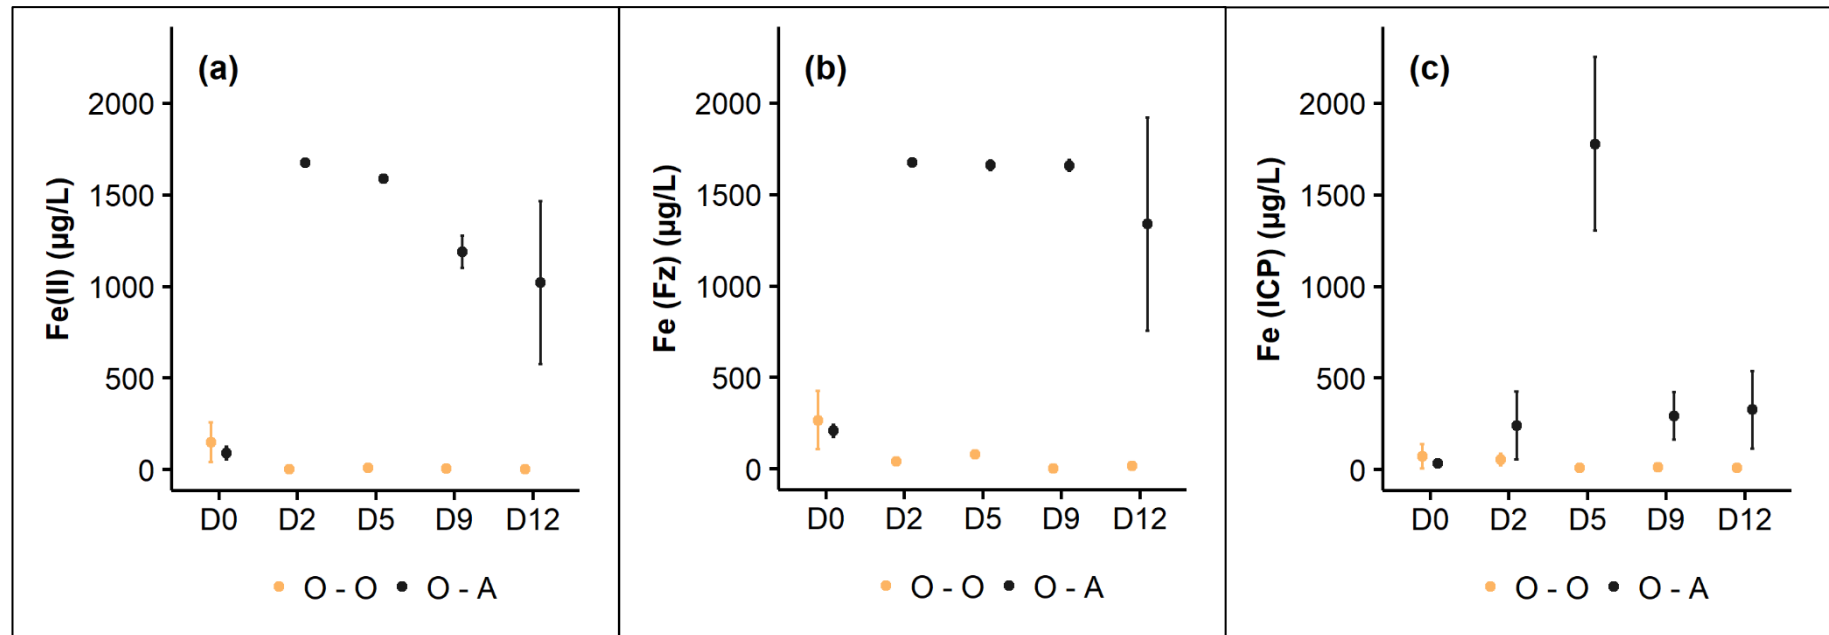 (a)
Fe(II) (µg/L)
2000
1500
1000
500
0
D0 D2 D5 D9 D12
O - O O - A
(b)
Fe (Fz) (µg/L)
2000
1500
1000
500
0
D0 D2 D5 D9 D12
O - O O - A
(c)
Fe (ICP) (µg/L)
2000
1500
1000
500
0
D0 D2 D5 D9 D12
O - O O - A